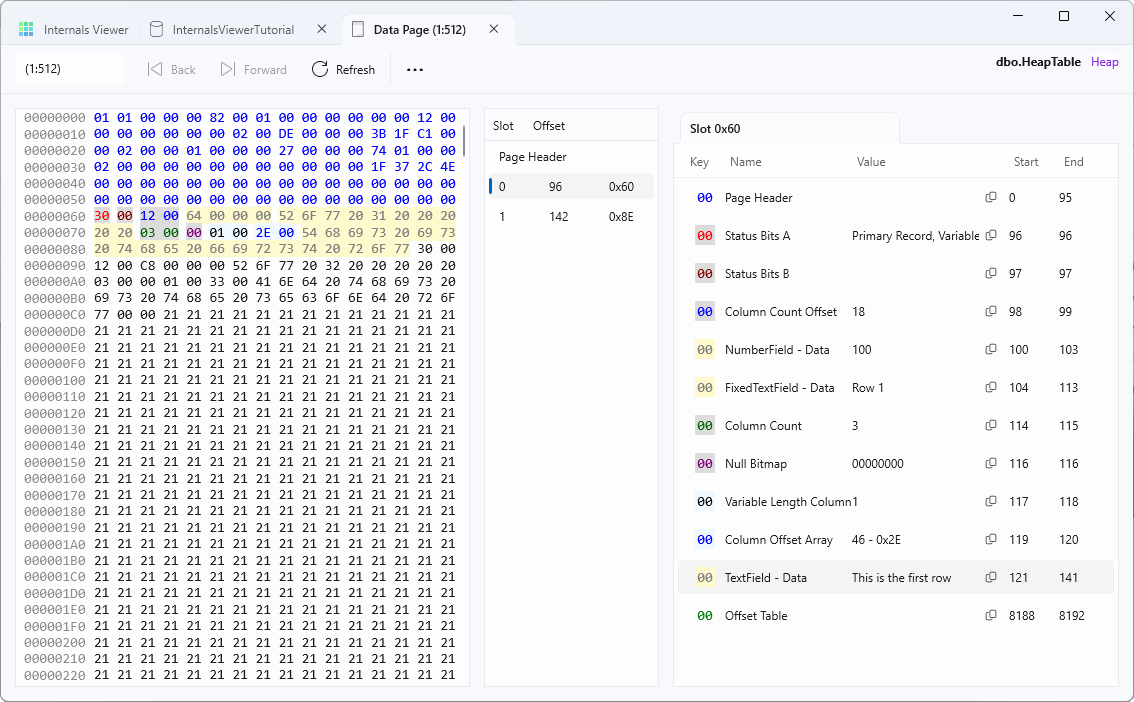 Internals Viewer InternalsViewerTutorial Data Page (1:512)
(1:512) Back Forward Refresh dbo.HeapTable Heap
00000000 01 01 00 00 00 82 00 01 00 00 00 00 00 00 12 00
00000010 00 00 00 00 00 00 02 00 DE 00 00 00 3B 1F C1 00
00000020 00 02 00 00 01 00 00 00 27 00 00 00 74 01 00 00
00000030 02 00 00 00 00 00 00 00 00 00 00 00 1F 37 2C 4E
00000040 00 00 00 00 00 00 00 00 00 00 00 00 00 00 00 00
00000050 00 00 00 00 00 00 00 00 00 00 00 00 00 00 00 00
00000060 30 00 12 00 64 00 00 00 52 6F 77 20 31 20 20 20
00000070 20 20 03 00 00 01 00 2E 00 54 68 69 73 20 69 73
00000080 20 74 68 65 20 66 69 72 73 74 20 72 6F 77 30 00
00000090 12 00 C8 00 00 00 52 6F 77 20 32 20 20 20 20 20
000000A0 03 00 00 01 00 33 00 41 6E 64 20 74 68 69 73 20
000000B0 69 73 20 74 68 65 20 73 65 63 6F 6E 64 20 72 6F
000000C0 77 00 00 21 21 21 21 21 21 21 21 21 21 21 21 21
000000D0 21 21 21 21 21 21 21 21 21 21 21 21 21 21 21 21
000000E0 21 21 21 21 21 21 21 21 21 21 21 21 21 21 21 21
000000F0 21 21 21 21 21 21 21 21 21 21 21 21 21 21 21 21
00000100 21 21 21 21 21 21 21 21 21 21 21 21 21 21 21 21
00000110 21 21 21 21 21 21 21 21 21 21 21 21 21 21 21 21
00000120 21 21 21 21 21 21 21 21 21 21 21 21 21 21 21 21
00000130 21 21 21 21 21 21 21 21 21 21 21 21 21 21 21 21
00000140 21 21 21 21 21 21 21 21 21 21 21 21 21 21 21 21
00000150 21 21 21 21 21 21 21 21 21 21 21 21 21 21 21 21
00000160 21 21 21 21 21 21 21 21 21 21 21 21 21 21 21 21
00000170 21 21 21 21 21 21 21 21 21 21 21 21 21 21 21 21
00000180 21 21 21 21 21 21 21 21 21 21 21 21 21 21 21 21
00000190 21 21 21 21 21 21 21 21 21 21 21 21 21 21 21 21
000001A0 21 21 21 21 21 21 21 21 21 21 21 21 21 21 21 21
000001B0 21 21 21 21 21 21 21 21 21 21 21 21 21 21 21 21
000001C0 21 21 21 21 21 21 21 21 21 21 21 21 21 21 21 21
000001D0 21 21 21 21 21 21 21 21 21 21 21 21 21 21 21 21
000001E0 21 21 21 21 21 21 21 21 21 21 21 21 21 21 21 21
000001F0 21 21 21 21 21 21 21 21 21 21 21 21 21 21 21 21
00000200 21 21 21 21 21 21 21 21 21 21 21 21 21 21 21 21
00000210 21 21 21 21 21 21 21 21 21 21 21 21 21 21 21 21
00000220 21 21 21 21 21 21 21 21 21 21 21 21 21 21 21 21
Slot Offset
Page Header
0 96 0x60
1 142 0x8E
Slot 0x60
Key Name Value Start End
00 Page Header 0 95
00 Status Bits A Primary Record, Variable 96 96
00 Status Bits B 97 97
00 Column Count Offset 18 98 99
00 NumberField - Data 100 100 103
00 FixedTextField - Data Row 1 104 113
00 Column Count 3 114 115
00 Null Bitmap 00000000 116 116
00 Variable Length Column 1 117 118
00 Column Offset Array 46 - 0x2E 119 120
00 TextField - Data This is the first row 121 141
00 Offset Table 8188 8192